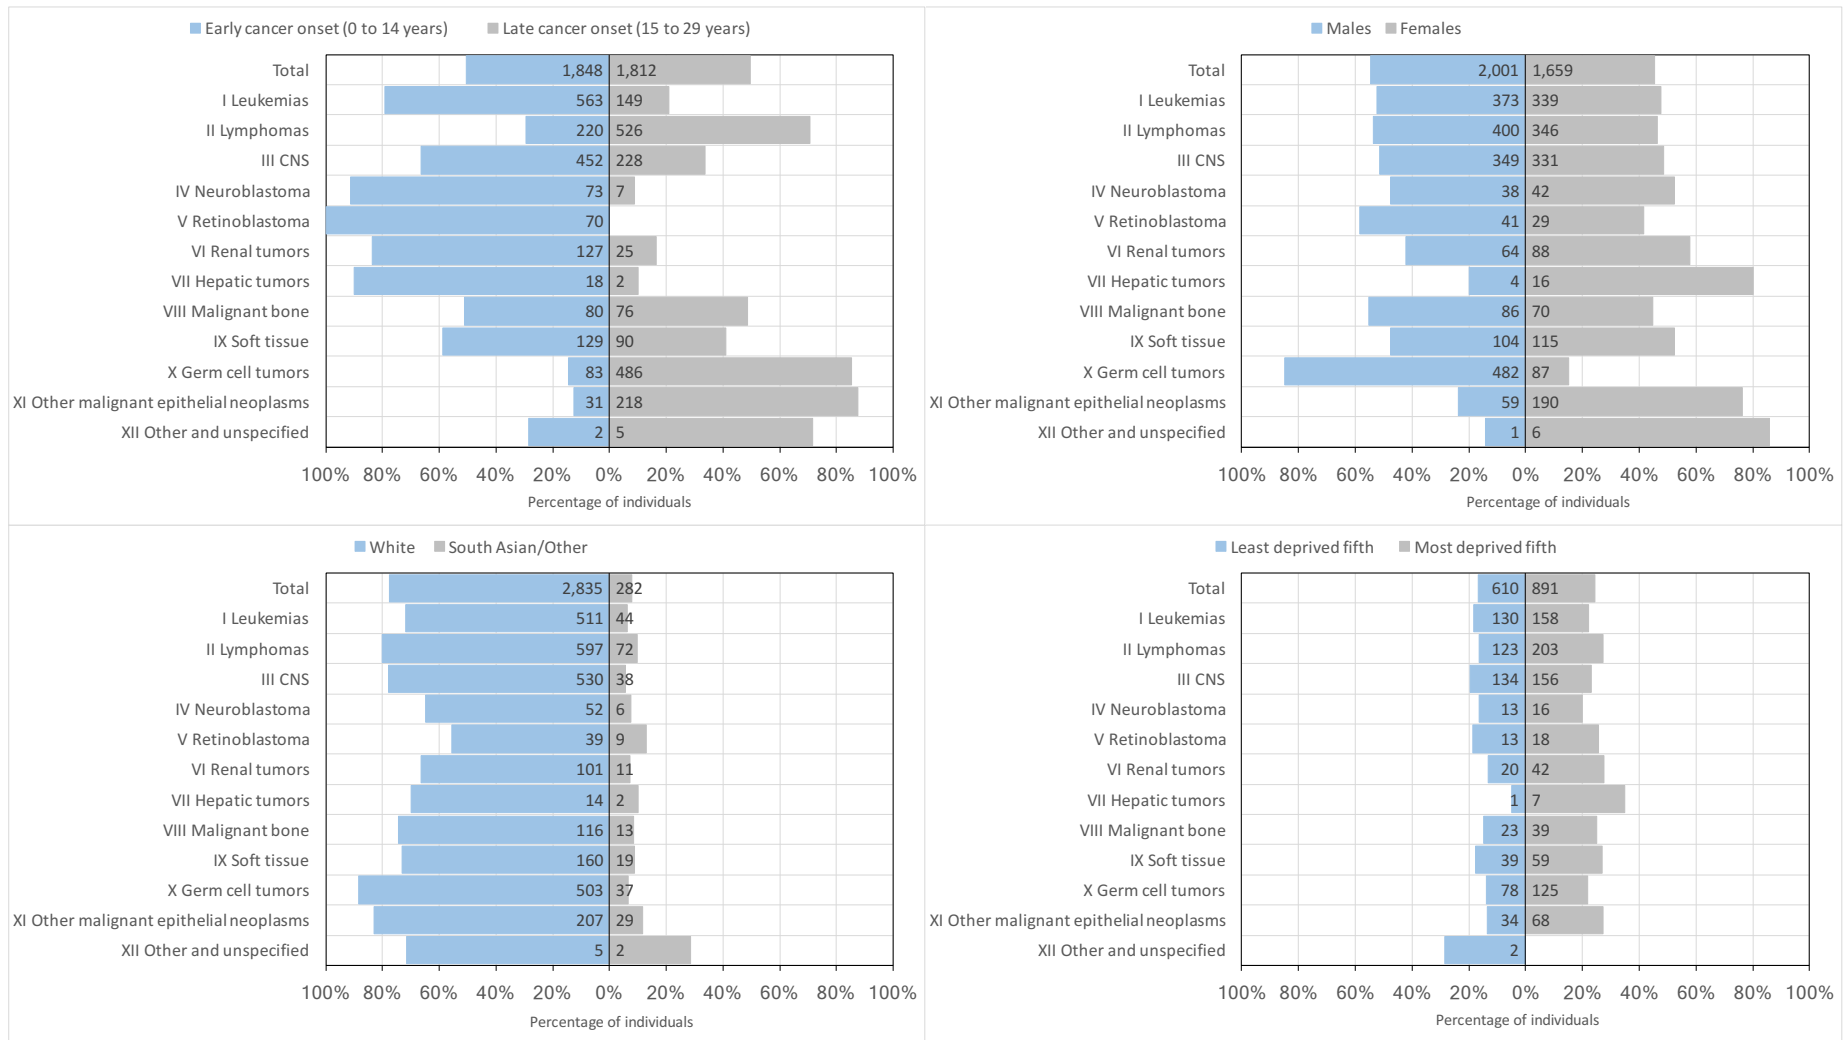 Early cancer onset (0 to 14 years) Late cancer onset (15 to 29 years)
Total 1,848 1,812
I Leukemias 563 149
II Lymphomas 220 526
III CNS 452 228
IV Neuroblastoma 73 7
V Retinoblastoma 70
VI Renal tumors 127 25
VII Hepatic tumors 18 2
VIII Malignant bone 80 76
IX Soft tissue 129 90
X Germ cell tumors 83 486
XI Other malignant epithelial neoplasms 31 218
XII Other and unspecified 2 5
100% 80% 60% 40% 20% 0% 20% 40% 60% 80% 100%
Percentage of individuals
Males Females
Total 2,001 1,659
I Leukemias 373 339
II Lymphomas 400 346
III CNS 349 331
IV Neuroblastoma 38 42
V Retinoblastoma 41 29
VI Renal tumors 64 88
VII Hepatic tumors 4 16
VIII Malignant bone 86 70
IX Soft tissue 104 115
X Germ cell tumors 482 87
XI Other malignant epithelial neoplasms 59 190
XII Other and unspecified 1 6
100% 80% 60% 40% 20% 0% 20% 40% 60% 80% 100%
Percentage of individuals
White South Asian/Other
Total 2,835 282
I Leukemias 511 44
II Lymphomas 597 72
III CNS 530 38
IV Neuroblastoma 52 6
V Retinoblastoma 39 9
VI Renal tumors 101 11
VII Hepatic tumors 14 2
VIII Malignant bone 116 13
IX Soft tissue 160 19
X Germ cell tumors 503 37
XI Other malignant epithelial neoplasms 207 29
XII Other and unspecified 5 2
100% 80% 60% 40% 20% 0% 20% 40% 60% 80% 100%
Percentage of individuals
Least deprived fifth Most deprived fifth
Total 610 891
I Leukemias 130 158
II Lymphomas 123 203
III CNS 134 156
IV Neuroblastoma 13 16
V Retinoblastoma 13 18
VI Renal tumors 20 42
VII Hepatic tumors 1 7
VIII Malignant bone 23 39
IX Soft tissue 39 59
X Germ cell tumors 78 125
XI Other malignant epithelial neoplasms 34 68
XII Other and unspecified 2
100% 80% 60% 40% 20% 0% 20% 40% 60% 80% 100%
Percentage of individuals